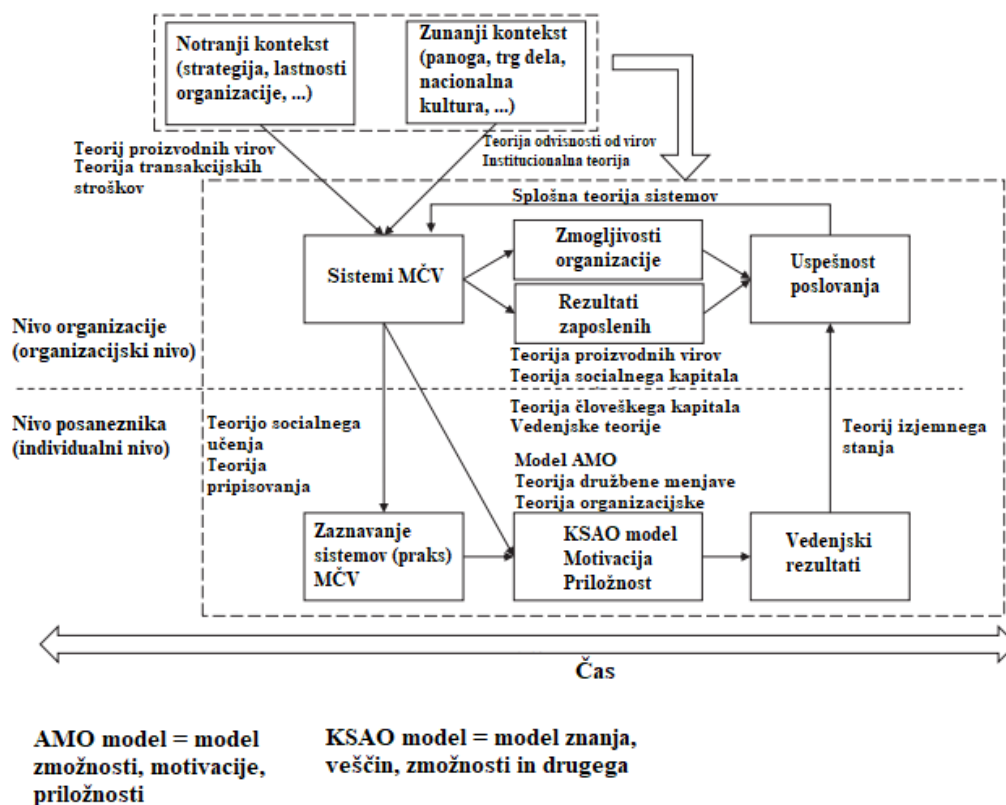 Notranji kontekst
(strategija, lastnosti
organizacije, ...)
Zunanji kontekst
(panoga, trg dela,
nacionalna
kultura, ...)
Teorij proizvodnih virov
Teorija transakcijskih
stroškov
Teorija odvisnosti od virov
Institucionalna teorija
Splošna teorija sistemov
Sistemi MČV
Zmogljivosti
organizacije
Rezultati
zaposlenih
Uspešnost
poslovanja
Nivo organizacije
(organizacijski nivo)
Teorija proizvodnih virov
Teorija socialnega kapitala
Nivo posaneznika
(individualni nivo)
Teorijo socialnega
učenja
Teorija
pripisovanja
Teorija človeškega kapitala
Vedenjske teorije
Model AMO
Teorija družbene menjave
Teorija organizacijske
Teorij izjemnega
stanja
Zaznavanje
sistemov (praks)
MČV
KSAO model
Motivacija
Priložnost
Vedenjski
rezultati
Čas
AMO model = model
zmožnosti, motivacije,
priložnosti
KSAO model = model znanja,
veščin, zmožnosti in drugega